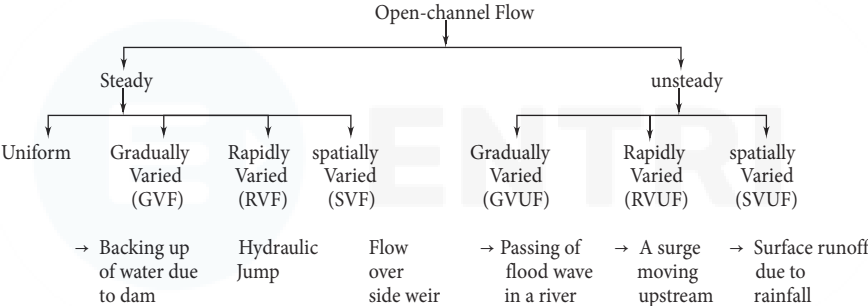 Open-channel Flow
Steady
unsteady
Uniform
Gradually
Varied
(GVF)
Rapidly
Varied
(RVF)
spatially
Varied
(SVF)
Gradually
Varied
(GVUF)
Rapidly
Varied
(RVUF)
spatially
Varied
(SVUF)
→ Backing up
of water due
to dam
Hydraulic
Jump
Flow
over
side weir
→ Passing of
flood wave
in a river
→ A surge
moving
upstream
→ Surface runoff
due to
rainfall
ENTRI